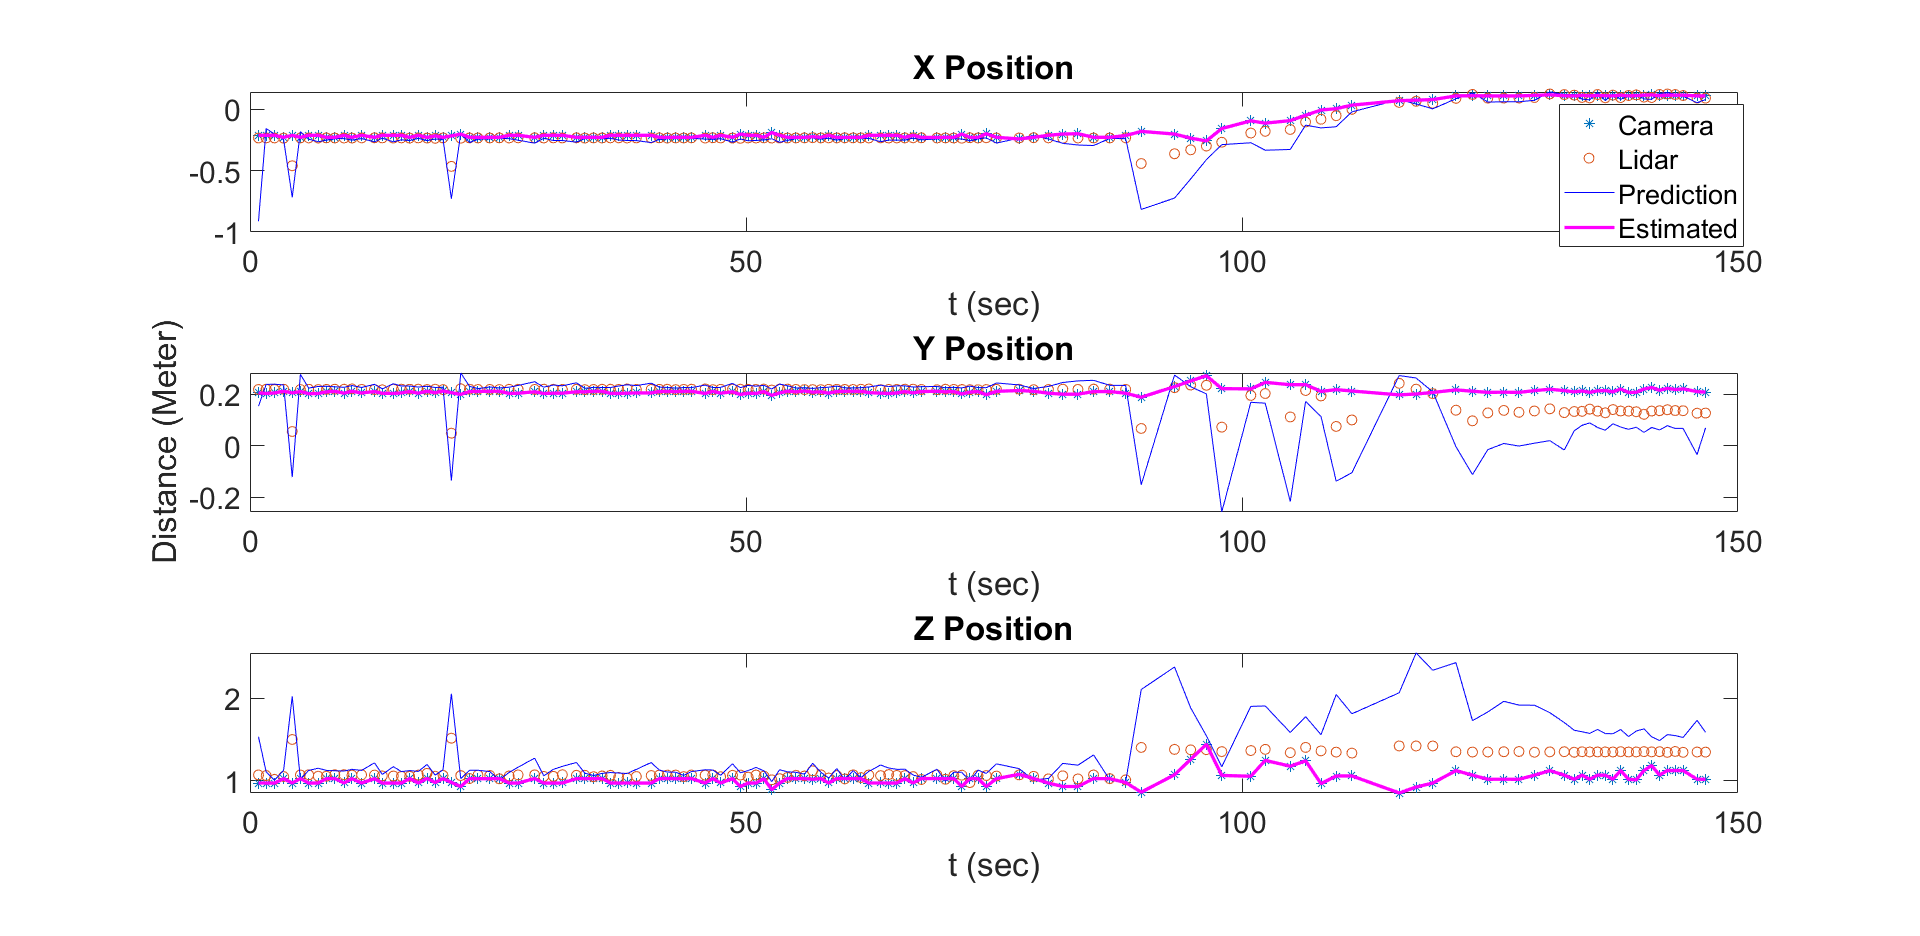 X Position
0
-0.5
-1
0 50 100 150
t (sec)
Camera
Lidar
Prediction
Estimated
Distance (Meter)
Y Position
0.2
0
-0.2
0 50 100 150
t (sec)
Z Position
2
1
0 50 100 150
t (sec)